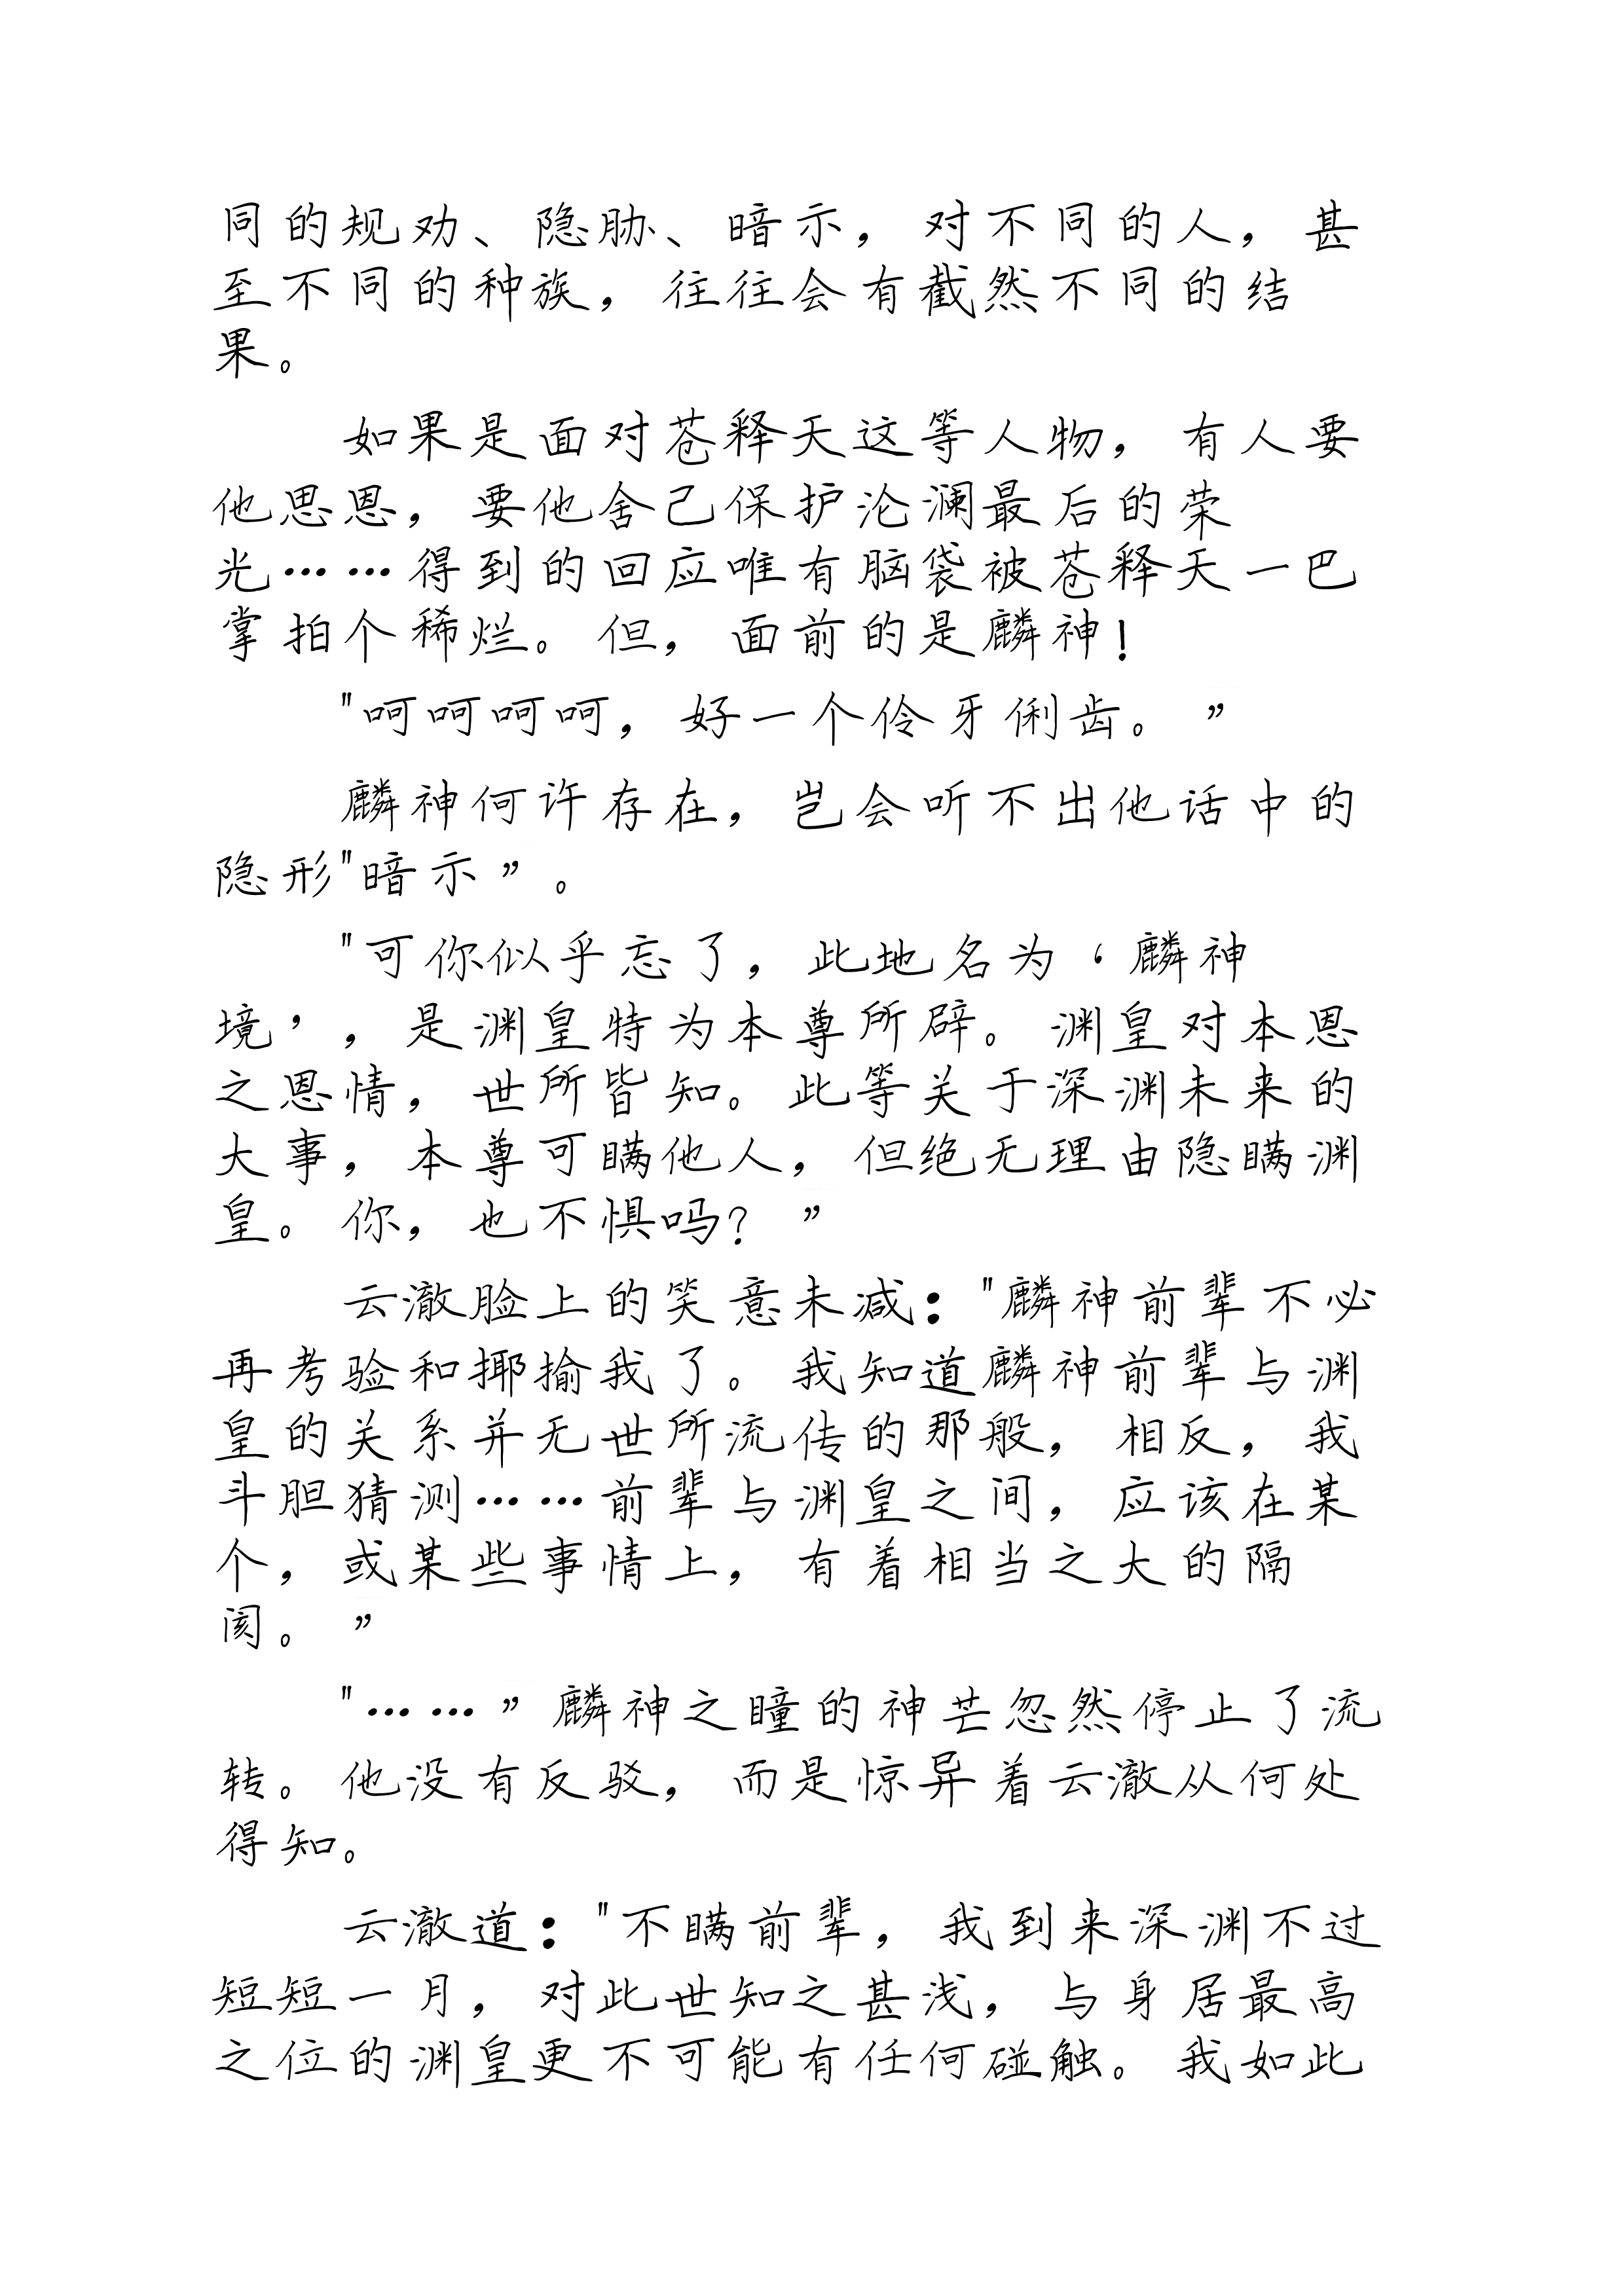 同的规劝、隐胁、暗示，对不同的人，甚
至不同的种族，往往会有截然不同的结
果。
如果是面对苍释天这等人物，有人要
他思恩，要他舍己保护沦澜最后的荣
光……得到的回应唯有脑袋被苍释天一巴
掌拍个稀烂。但，面前的是麟神！
"呵呵呵呵，好一个伶牙俐齿。”
麟神何许存在，岂会听不出他话中的
隐形"暗示”。
"可你似乎忘了，此地名为‘麟神
境’，是渊皇特为本尊所辟。渊皇对本恩
之恩情，世所皆知。此等关于深渊未来的
大事，本尊可瞒他人，但绝无理由隐瞒渊
皇。你，也不惧吗？”
云澈脸上的笑意未减："麟神前辈不必
再考验和揶揄我了。我知道麟神前辈与渊
皇的关系并无世所流传的那般，相反，我
斗胆猜测……前辈与渊皇之间，应该在某
个，或某些事情上，有着相当之大的隔
阂。”
"……”麟神之瞳的神芒忽然停止了流
转。他没有反驳，而是惊异着云澈从何处
得知。
云澈道："不瞒前辈，我到来深渊不过
短短一月，对此世知之甚浅，与身居最高
之位的渊皇更不可能有任何碰触。我如此